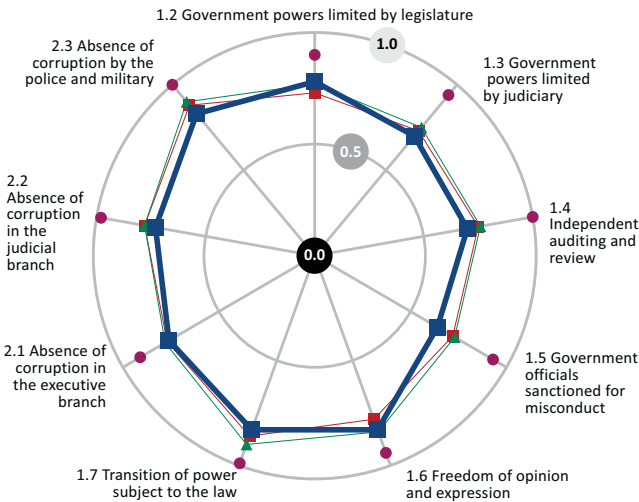 1.2 Government powers limited by legislature
2.3 Absence of
corruption by the
police and military
1.0
1.3 Government
powers limited
by judiciary
0.5
2.2
Absence of
corruption
in the
judicial
branch
1.4
Independent
auditing and
review
0.0
2.1 Absence of
corruption in
the executive
branch
1.5 Government
officials
sanctioned for
misconduct
1.7 Transition of power
subject to the law
1.6 Freedom of opinion
and expression